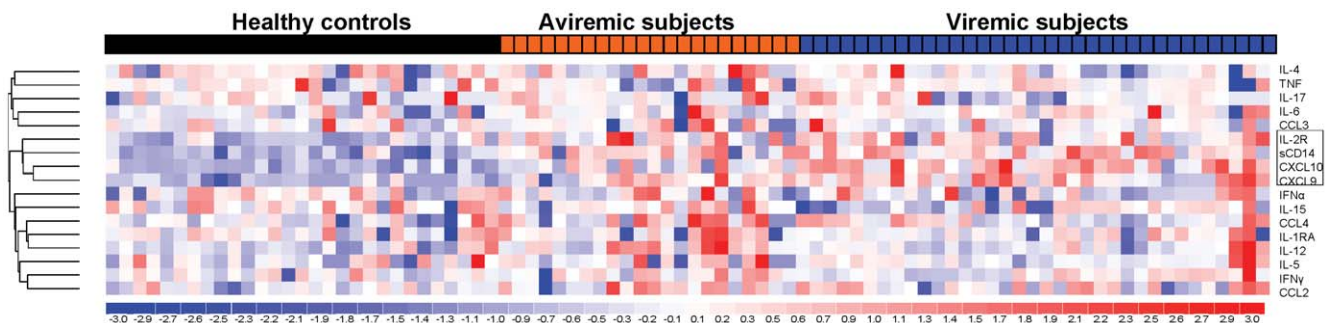 Healthy controls Aviremic subjects Viremic subjects
IL-4
TNF
IL-17
IL-6
CCL3
IL-2R
sCD14
CXCL10
CXCL9
IFNα
IL-15
CCL4
IL-1RA
IL-12
IL-5
IFNγ
CCL2
-3.0 -2.9 -2.7 -2.6 -2.5 -2.3 -2.2 -2.1 -1.9 -1.8 -1.7 -1.5 -1.4 -1.3 -1.1 -1.0 -0.9 -0.7 -0.6 -0.5 -0.3 -0.2 -0.1 0.1 0.2 0.3 0.5 0.6 0.7 0.9 1.0 1.1 1.3 1.4 1.5 1.7 1.8 1.9 2.1 2.2 2.3 2.5 2.6 2.7 2.9 3.0